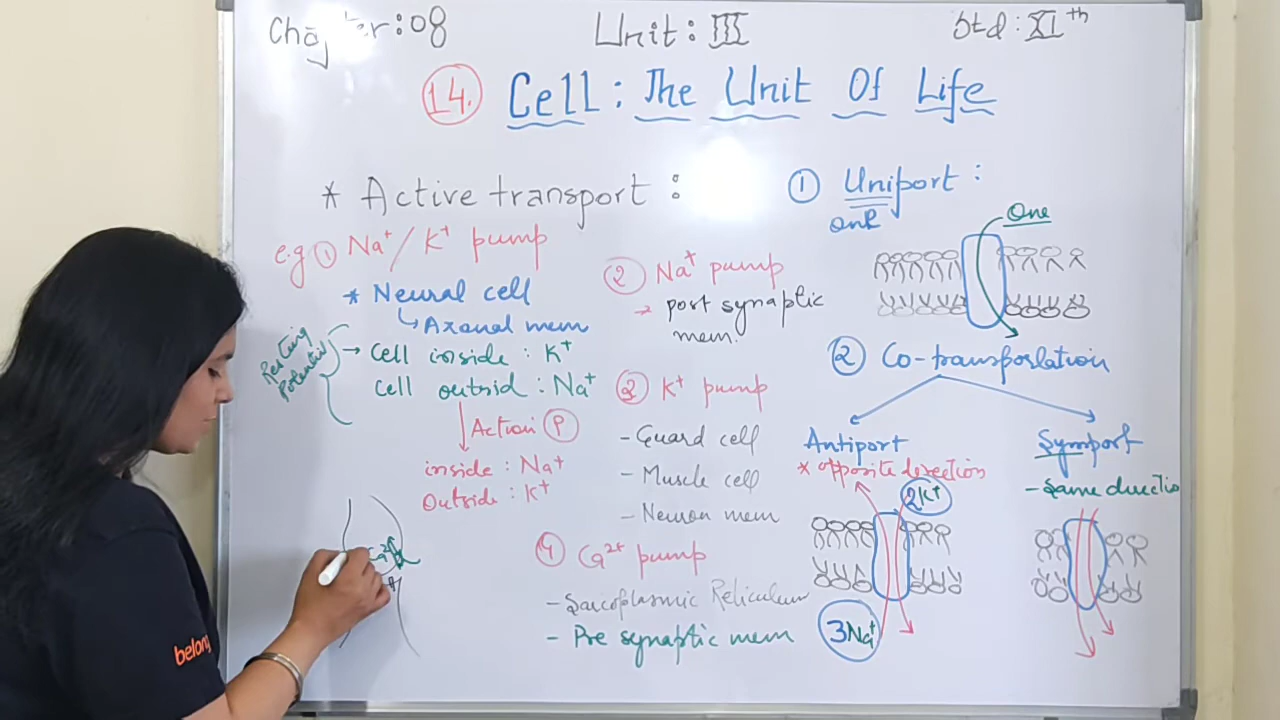 Chapter:08
Unit: III
Std: XIth
14. Cell: The Unit Of Life
* Active transport :
e.g ① Na+/K+ pump
* Neural cell
↳ Axonal mem
Resting Potential
→ Cell inside : K+
Cell outsid : Na+
Action P
inside : Na+
Outside : K+
② Na+ pump
→ post synaptic
mem.
③ K+ pump
- Guard cell
- Muscle cell
- Neuron mem
④ Ca2+ pump
- Sarcoplasmic Reticulum
- Pre synaptic mem
① Uniport :
one
One
② Co-transportation
Antiport
* opposite direction
2K+
3Na+
Symport
- Same directio
belong